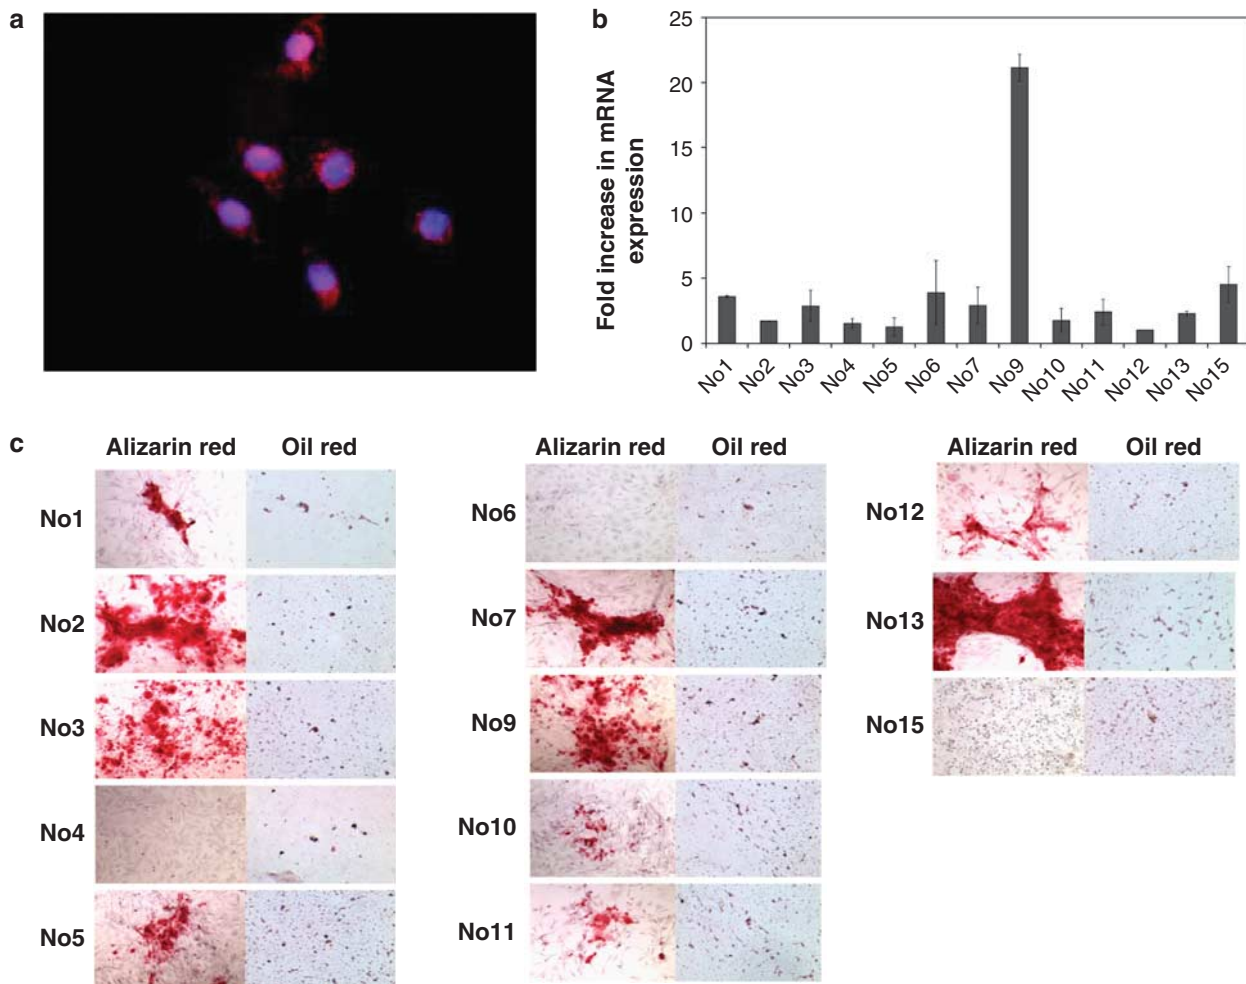 a
b
Fold increase in mRNA
expression
25
20
15
10
5
0
No1 No2 No3 No4 No5 No6 No7 No9 No10 No11 No12 No13 No15
c
Alizarin red Oil red
No1
No2
No3
No4
No5
Alizarin red Oil red
No6
No7
No9
No10
No11
Alizarin red Oil red
No12
No13
No15